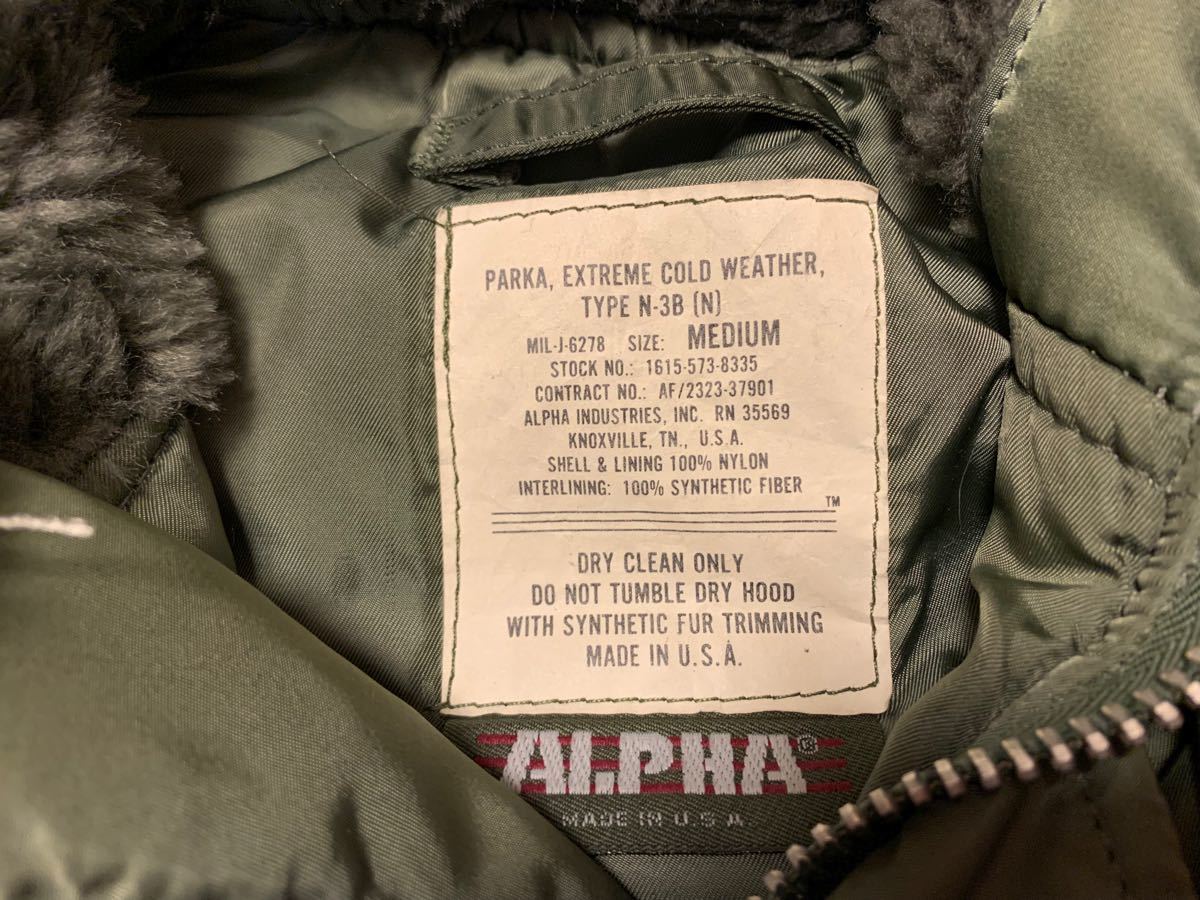 PARKA, EXTREME COLD WEATHER,
TYPE N-3B (N)
MIL-J-6278 SIZE: MEDIUM
STOCK NO.: 1615-573-8335
CONTRACT NO.: AF/2323-37901
ALPHA INDUSTRIES, INC. RN 35569
KNOXVILLE, TN., U.S.A.
SHELL & LINING 100% NYLON
INTERLINING: 100% SYNTHETIC FIBER
TM
DRY CLEAN ONLY
DO NOT TUMBLE DRY HOOD
WITH SYNTHETIC FUR TRIMMING
MADE IN U.S.A.
ALPHA®
MADE IN U.S.A.